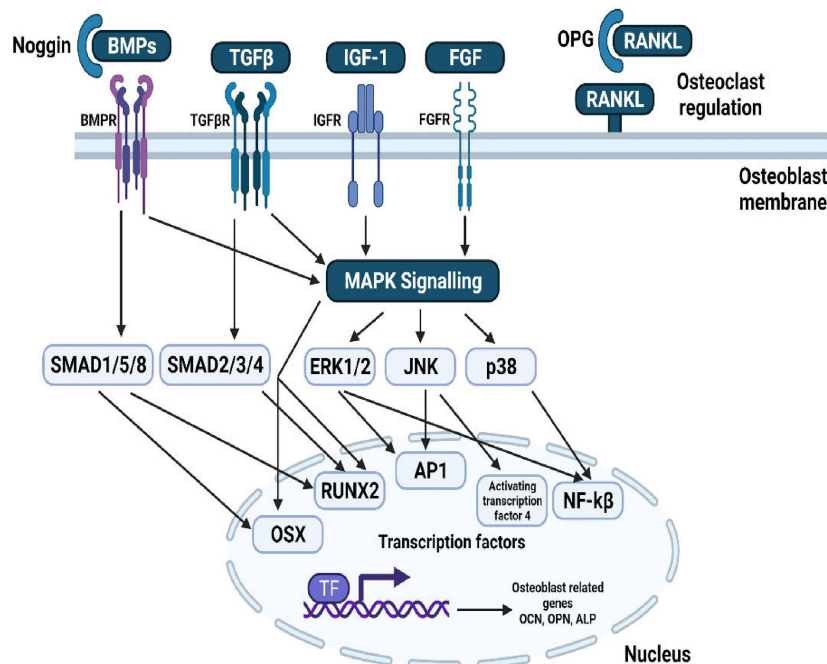 Noggin
BMPs
TGFβ
IGF-1
FGF
OPG
RANKL
RANKL
Osteoclast
regulation
BMPR
TGFβR
IGFR
FGFR
Osteoblast
membrane
MAPK Signalling
SMAD1/5/8
SMAD2/3/4
ERK1/2
JNK
p38
RUNX2
AP1
Activating
transcription
factor 4
NF-kβ
OSX
Transcription factors
TF
Osteoblast related
genes
OCN, OPN, ALP
Nucleus